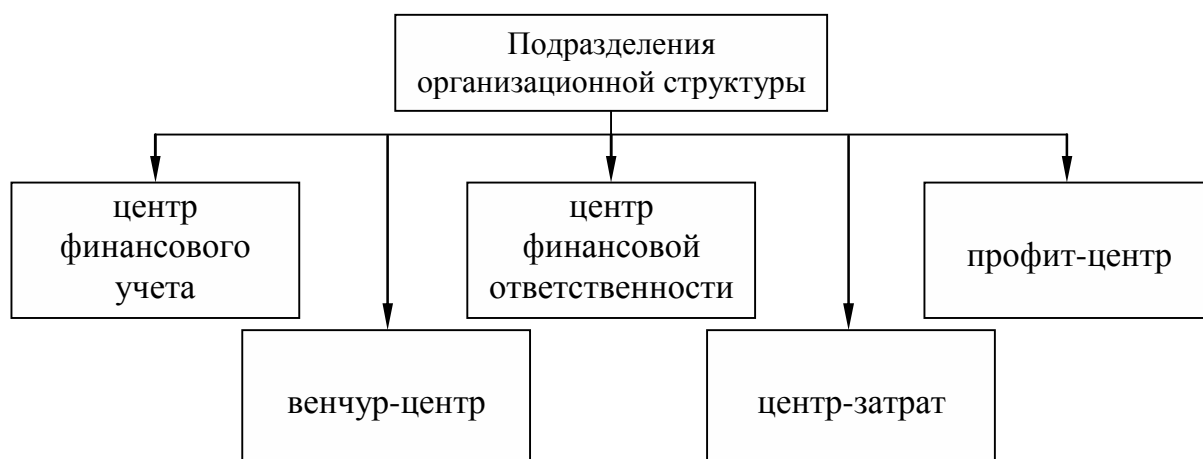 Подразделения
организационной структуры
центр
финансового
учета
центр
финансовой
ответственности
профит-центр
венчур-центр
центр-затрат